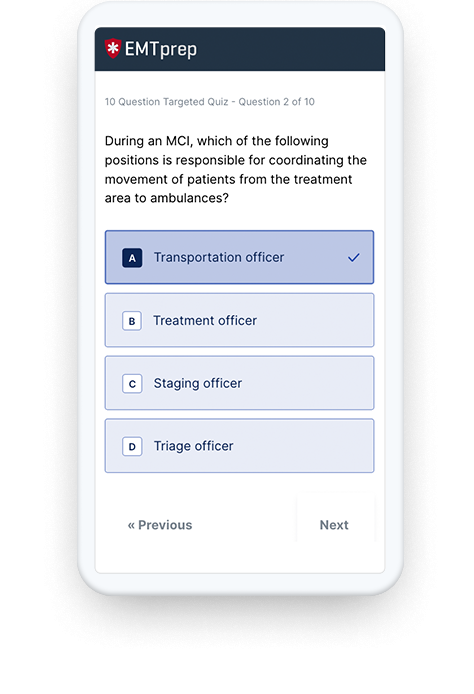 EMTprep
10 Question Targeted Quiz - Question 2 of 10
During an MCI, which of the following
positions is responsible for coordinating the
movement of patients from the treatment
area to ambulances?
A Transportation officer
B Treatment officer
C Staging officer
D Triage officer
« Previous Next